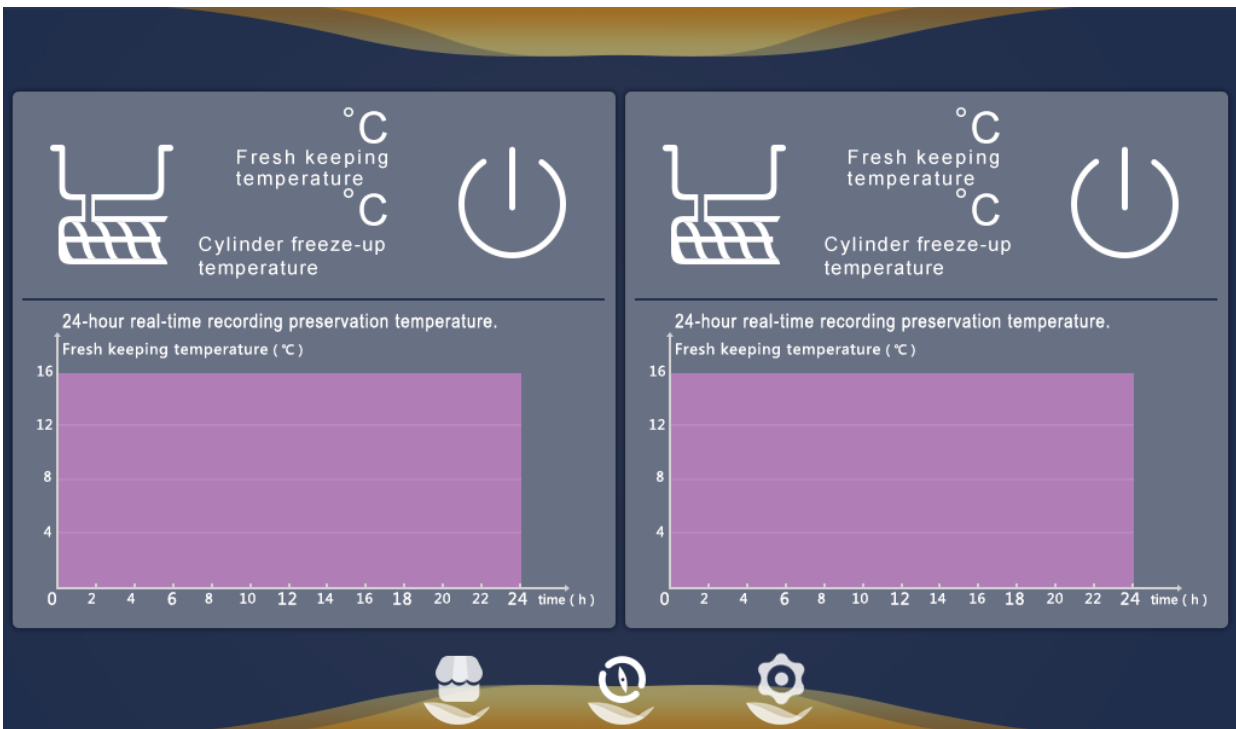 °C
Fresh keeping
temperature
°C
Cylinder freeze-up
temperature
24-hour real-time recording preservation temperature.
Fresh keeping temperature ( ℃ )
16
12
8
4
0 2 4 6 8 10 12 14 16 18 20 22 24 time ( h )
°C
Fresh keeping
temperature
°C
Cylinder freeze-up
temperature
24-hour real-time recording preservation temperature.
Fresh keeping temperature ( ℃ )
16
12
8
4
0 2 4 6 8 10 12 14 16 18 20 22 24 time ( h )